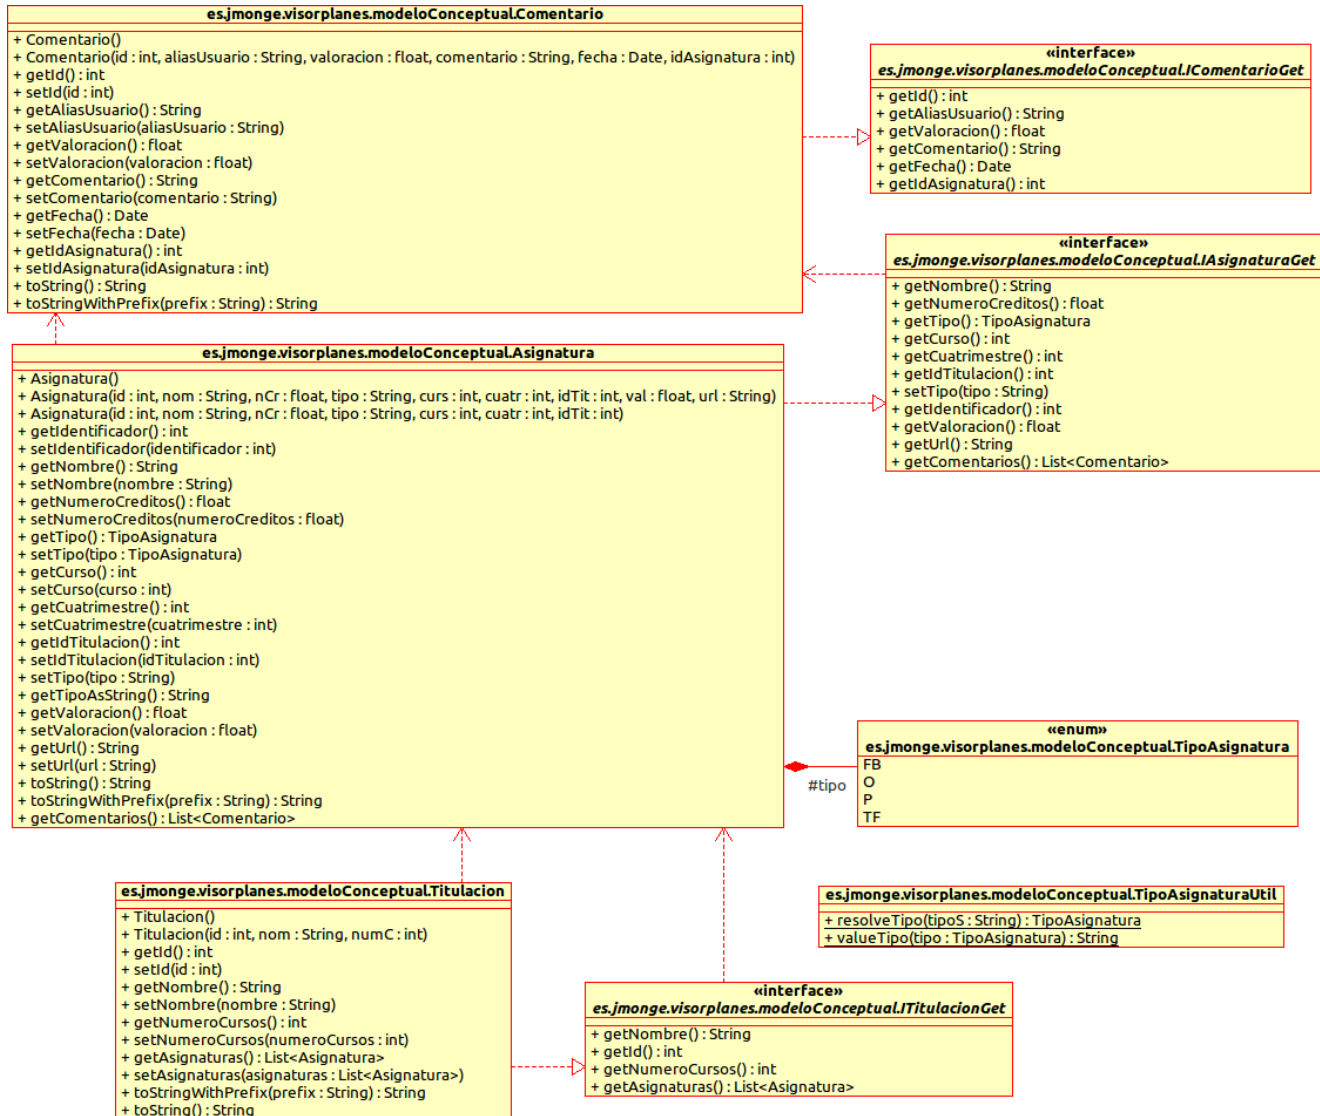 es.jmonge.visorplanes.modeloConceptual.Comentario
+ Comentario()
+ Comentario(id : int, aliasUsuario : String, valoracion : float, comentario : String, fecha : Date, idAsignatura : int)
+ getId() : int
+ setId(id : int)
+ getAliasUsuario() : String
+ setAliasUsuario(aliasUsuario : String)
+ getValoracion() : float
+ setValoracion(valoracion : float)
+ getComentario() : String
+ setComentario(comentario : String)
+ getFecha() : Date
+ setFecha(fecha : Date)
+ getIdAsignatura() : int
+ setIdAsignatura(idAsignatura : int)
+ toString() : String
+ toStringWithPrefix(prefix : String) : String
«interface»
es.jmonge.visorplanes.modeloConceptual.IComentarioGet
+ getId() : int
+ getAliasUsuario() : String
+ getValoracion() : float
+ getComentario() : String
+ getFecha() : Date
+ getIdAsignatura() : int
«interface»
es.jmonge.visorplanes.modeloConceptual.IAsignaturaGet
+ getNombre() : String
+ getNumeroCreditos() : float
+ getTipo() : TipoAsignatura
+ getCurso() : int
+ getCuatrimestre() : int
+ getIdTitulacion() : int
+ setTipo(tipo : String)
+ getIdentificador() : int
+ getValoracion() : float
+ getUrl() : String
+ getComentarios() : List<Comentario>
es.jmonge.visorplanes.modeloConceptual.Asignatura
+ Asignatura()
+ Asignatura(id : int, nom : String, nCr : float, tipo : String, curs : int, cuatr : int, idTit : int, val : float, url : String)
+ Asignatura(id : int, nom : String, nCr : float, tipo : String, curs : int, cuatr : int, idTit : int)
+ getIdentificador() : int
+ setIdentificador(identificador : int)
+ getNombre() : String
+ setNombre(nombre : String)
+ getNumeroCreditos() : float
+ setNumeroCreditos(numeroCreditos : float)
+ getTipo() : TipoAsignatura
+ setTipo(tipo : TipoAsignatura)
+ getCurso() : int
+ setCurso(curso : int)
+ getCuatrimestre() : int
+ setCuatrimestre(cuatrimestre : int)
+ getIdTitulacion() : int
+ setIdTitulacion(idTitulacion : int)
+ setTipo(tipo : String)
+ getTipoAsString() : String
+ getValoracion() : float
+ setValoracion(valoracion : float)
+ getUrl() : String
+ setUrl(url : String)
+ toString() : String
+ toStringWithPrefix(prefix : String) : String
+ getComentarios() : List<Comentario>
#tipo
«enum»
es.jmonge.visorplanes.modeloConceptual.TipoAsignatura
FB
O
P
TF
es.jmonge.visorplanes.modeloConceptual.TipoAsignaturaUtil
+ resolveTipo(tipoS : String) : TipoAsignatura
+ valueTipo(tipo : TipoAsignatura) : String
es.jmonge.visorplanes.modeloConceptual.Titulacion
+ Titulacion()
+ Titulacion(id : int, nom : String, numC : int)
+ getId() : int
+ setId(id : int)
+ getNombre() : String
+ setNombre(nombre : String)
+ getNumeroCursos() : int
+ setNumeroCursos(numeroCursos : int)
+ getAsignaturas() : List<Asignatura>
+ setAsignaturas(asignaturas : List<Asignatura>)
+ toStringWithPrefix(prefix : String) : String
+ toString() : String
«interface»
es.jmonge.visorplanes.modeloConceptual.ITitulacionGet
+ getNombre() : String
+ getId() : int
+ getNumeroCursos() : int
+ getAsignaturas() : List<Asignatura>